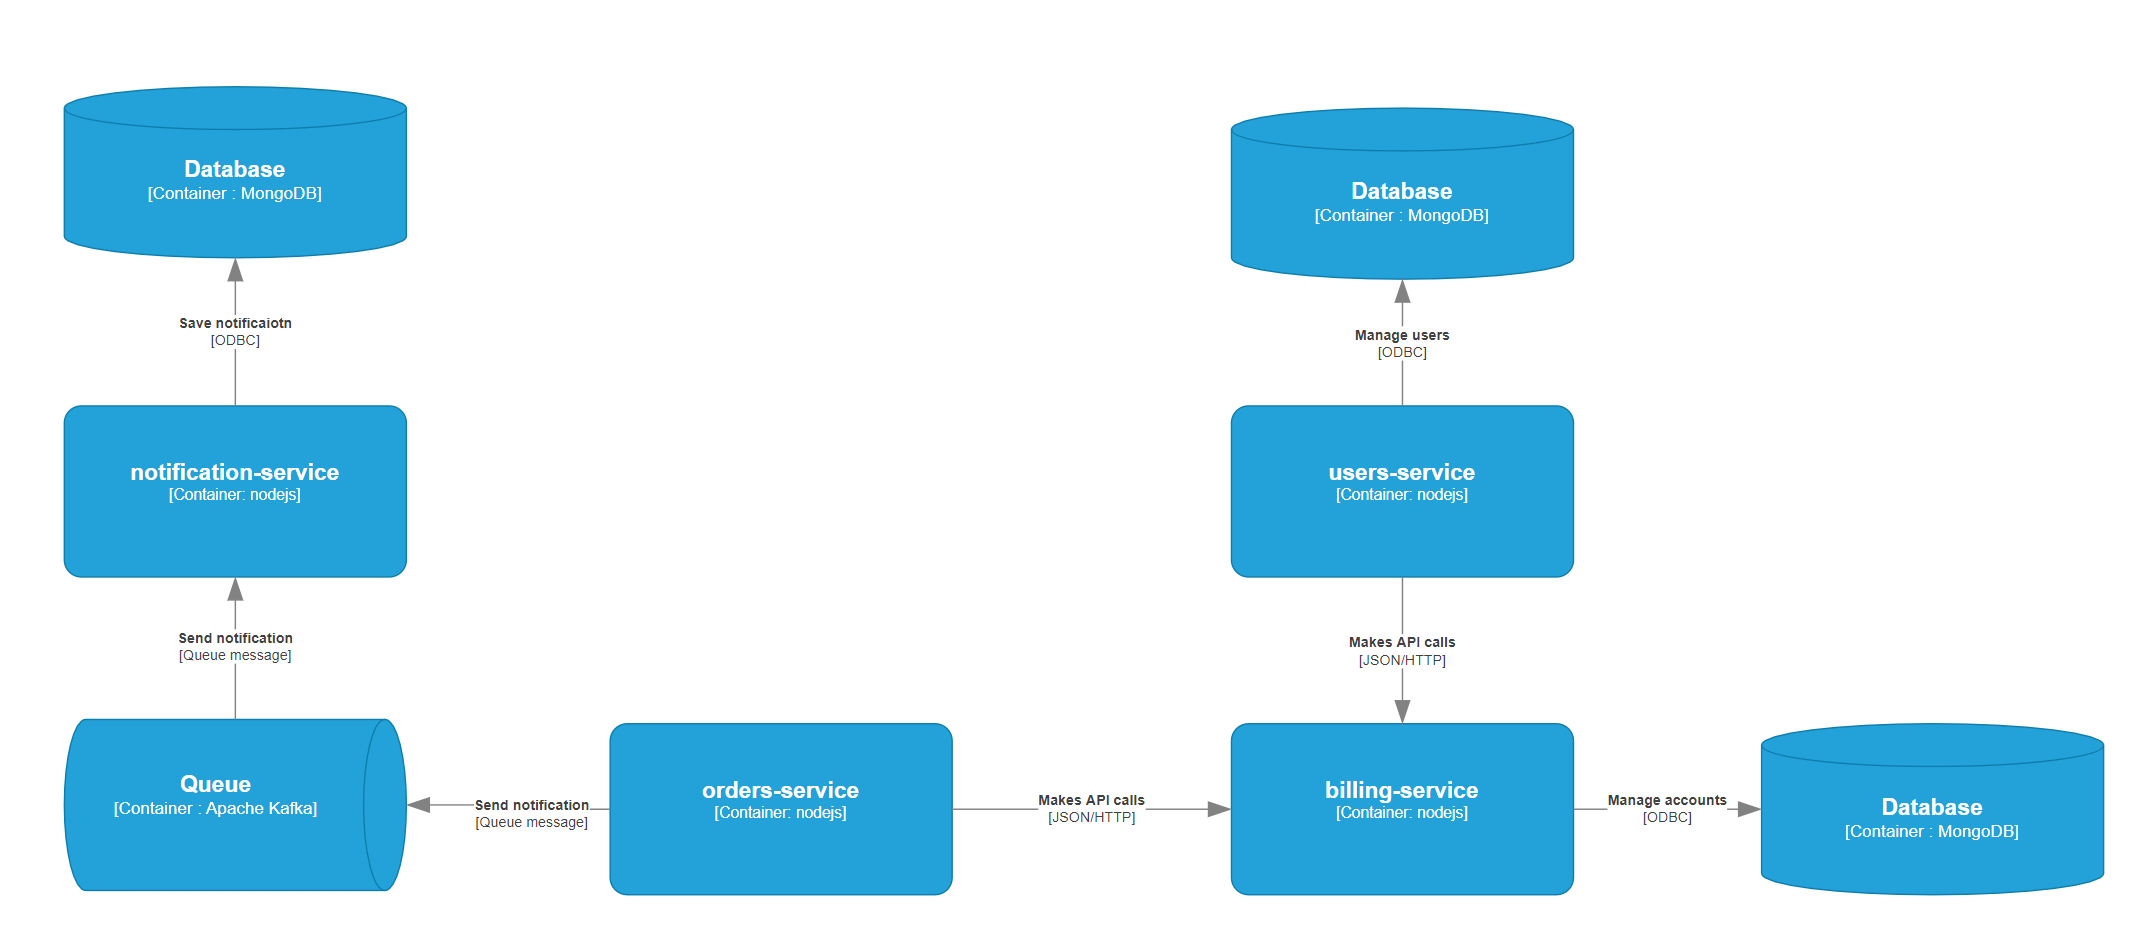 Database
[Container : MongoDB]
Database
[Container : MongoDB]
Save notificaiotn
[ODBC]
Manage users
[ODBC]
notification-service
[Container: nodejs]
users-service
[Container: nodejs]
Send notification
[Queue message]
Makes API calls
[JSON/HTTP]
Queue
[Container : Apache Kafka]
Send notification
[Queue message]
orders-service
[Container: nodejs]
Makes API calls
[JSON/HTTP]
billing-service
[Container: nodejs]
Manage accounts
[ODBC]
Database
[Container : MongoDB]